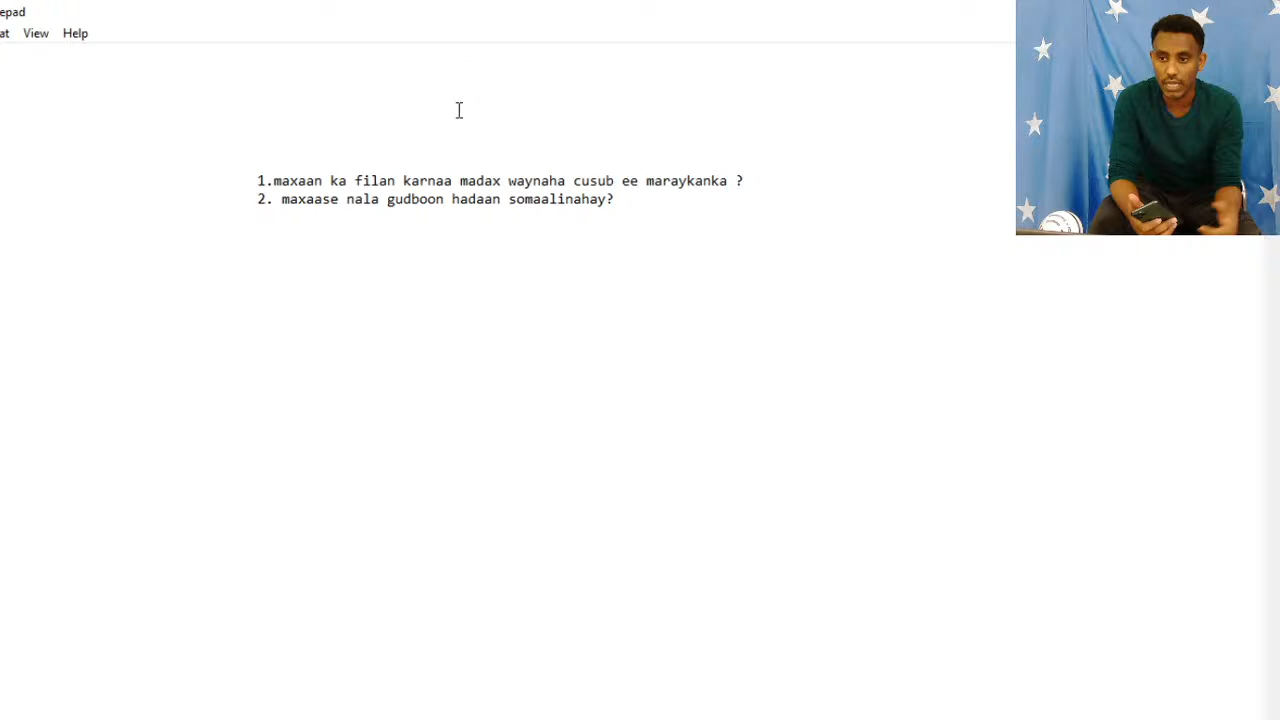 epad
at View Help
1.maxaan ka filan karnaa madax waynaha cusub ee maraykanka ?
2. maxaase nala gudboon hadaan somaalinahay?